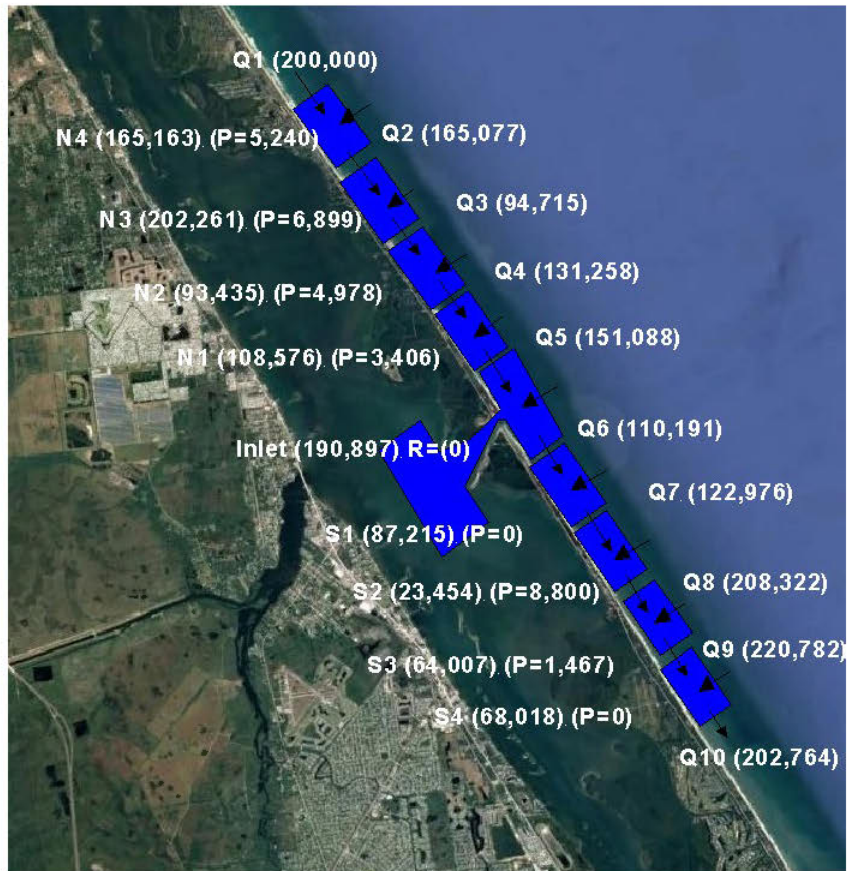 Q1 (200,000)
N4 (165,163) (P=5,240)
Q2 (165,077)
N3 (202,261) (P=6,899)
Q3 (94,715)
N2 (93,435) (P=4,978)
Q4 (131,258)
N1 (108,576) (P=3,406)
Q5 (151,088)
Inlet (190,897) R=(0)
Q6 (110,191)
S1 (87,215) (P=0)
Q7 (122,976)
S2 (23,454) (P=8,800)
Q8 (208,322)
S3 (64,007) (P=1,467)
Q9 (220,782)
S4 (68,018) (P=0)
Q10 (202,764)